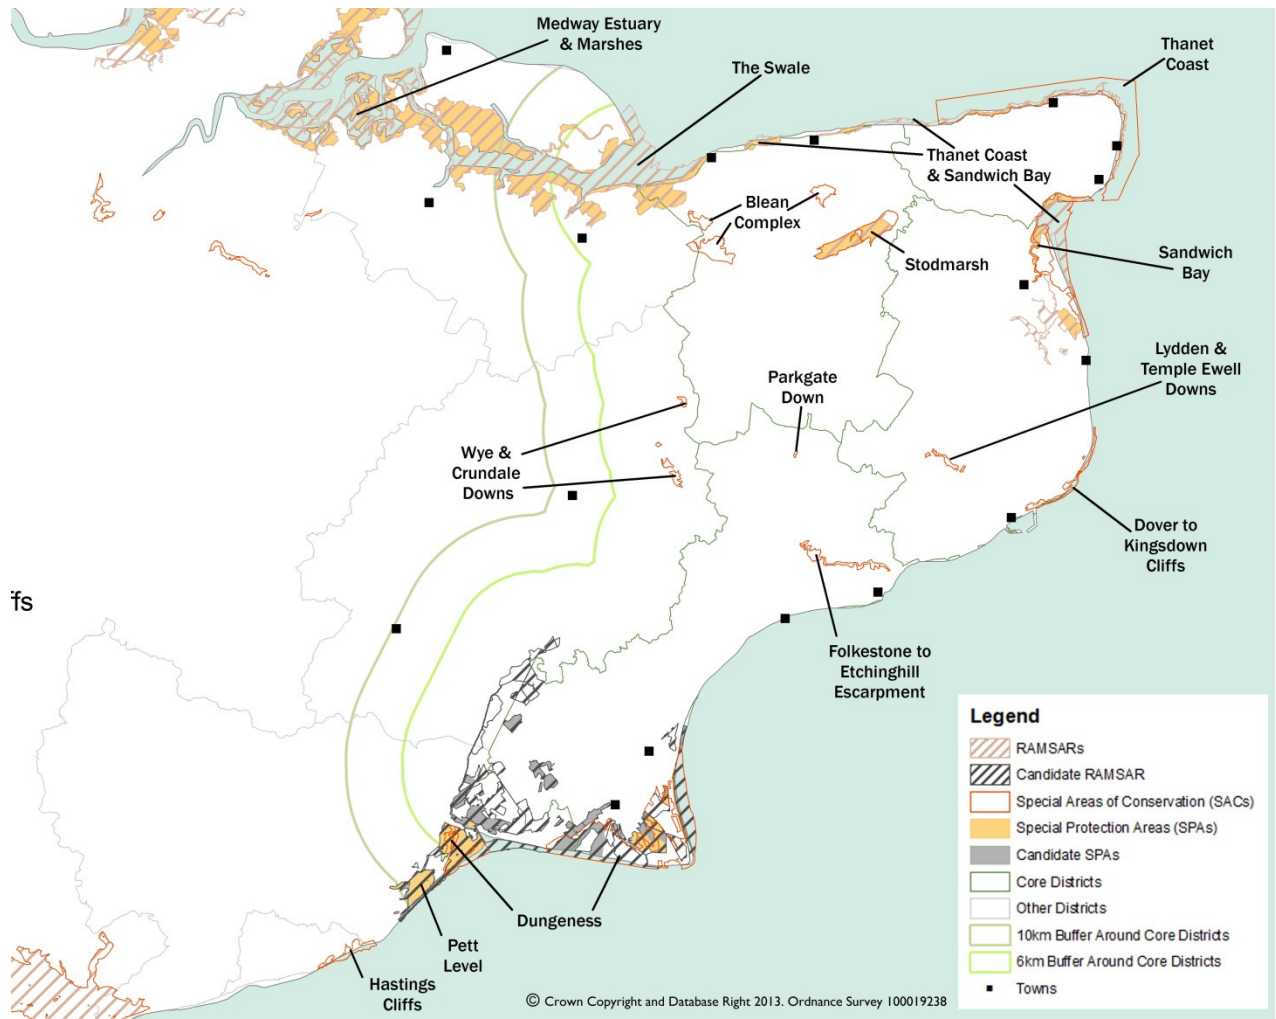 Medway Estuary
& Marshes
The Swale
Thanet
Coast
Thanet Coast
& Sandwich Bay
Blean
Complex
Stodmarsh
Sandwich
Bay
Lydden &
Temple Ewell
Downs
Parkgate
Down
Wye &
Crundale
Downs
Dover to
Kingsdown
Cliffs
ffs
Folkestone to
Etchinghill
Escarpment
Dungeness
Pett
Level
Hastings
Cliffs
Legend
RAMSARs
Candidate RAMSAR
Special Areas of Conservation (SACs)
Special Protection Areas (SPAs)
Candidate SPAs
Core Districts
Other Districts
10km Buffer Around Core Districts
6km Buffer Around Core Districts
Towns
© Crown Copyright and Database Right 2013. Ordnance Survey 100019238